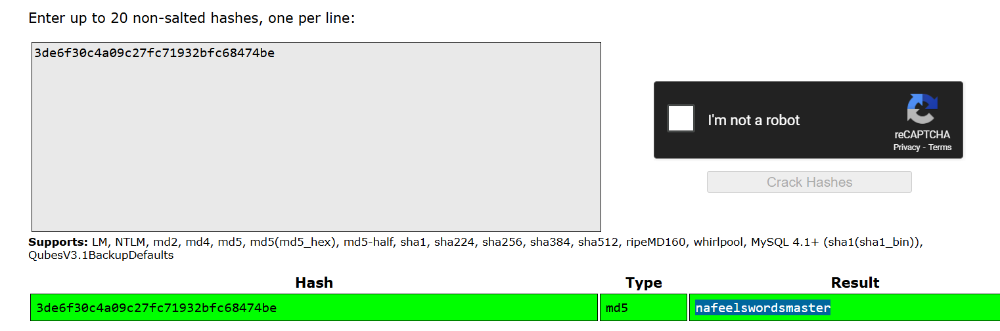 Enter up to 20 non-salted hashes, one per line:
3de6f30c4a09c27fc71932bfc68474be
I'm not a robot
reCAPTCHA
Privacy - Terms
Crack Hashes
Supports: LM, NTLM, md2, md4, md5, md5(md5_hex), md5-half, sha1, sha224, sha256, sha384, sha512, ripeMD160, whirlpool, MySQL 4.1+ (sha1(sha1_bin)),
QubesV3.1BackupDefaults
Hash Type Result
3de6f30c4a09c27fc71932bfc68474be md5 nafeelswordsmaster